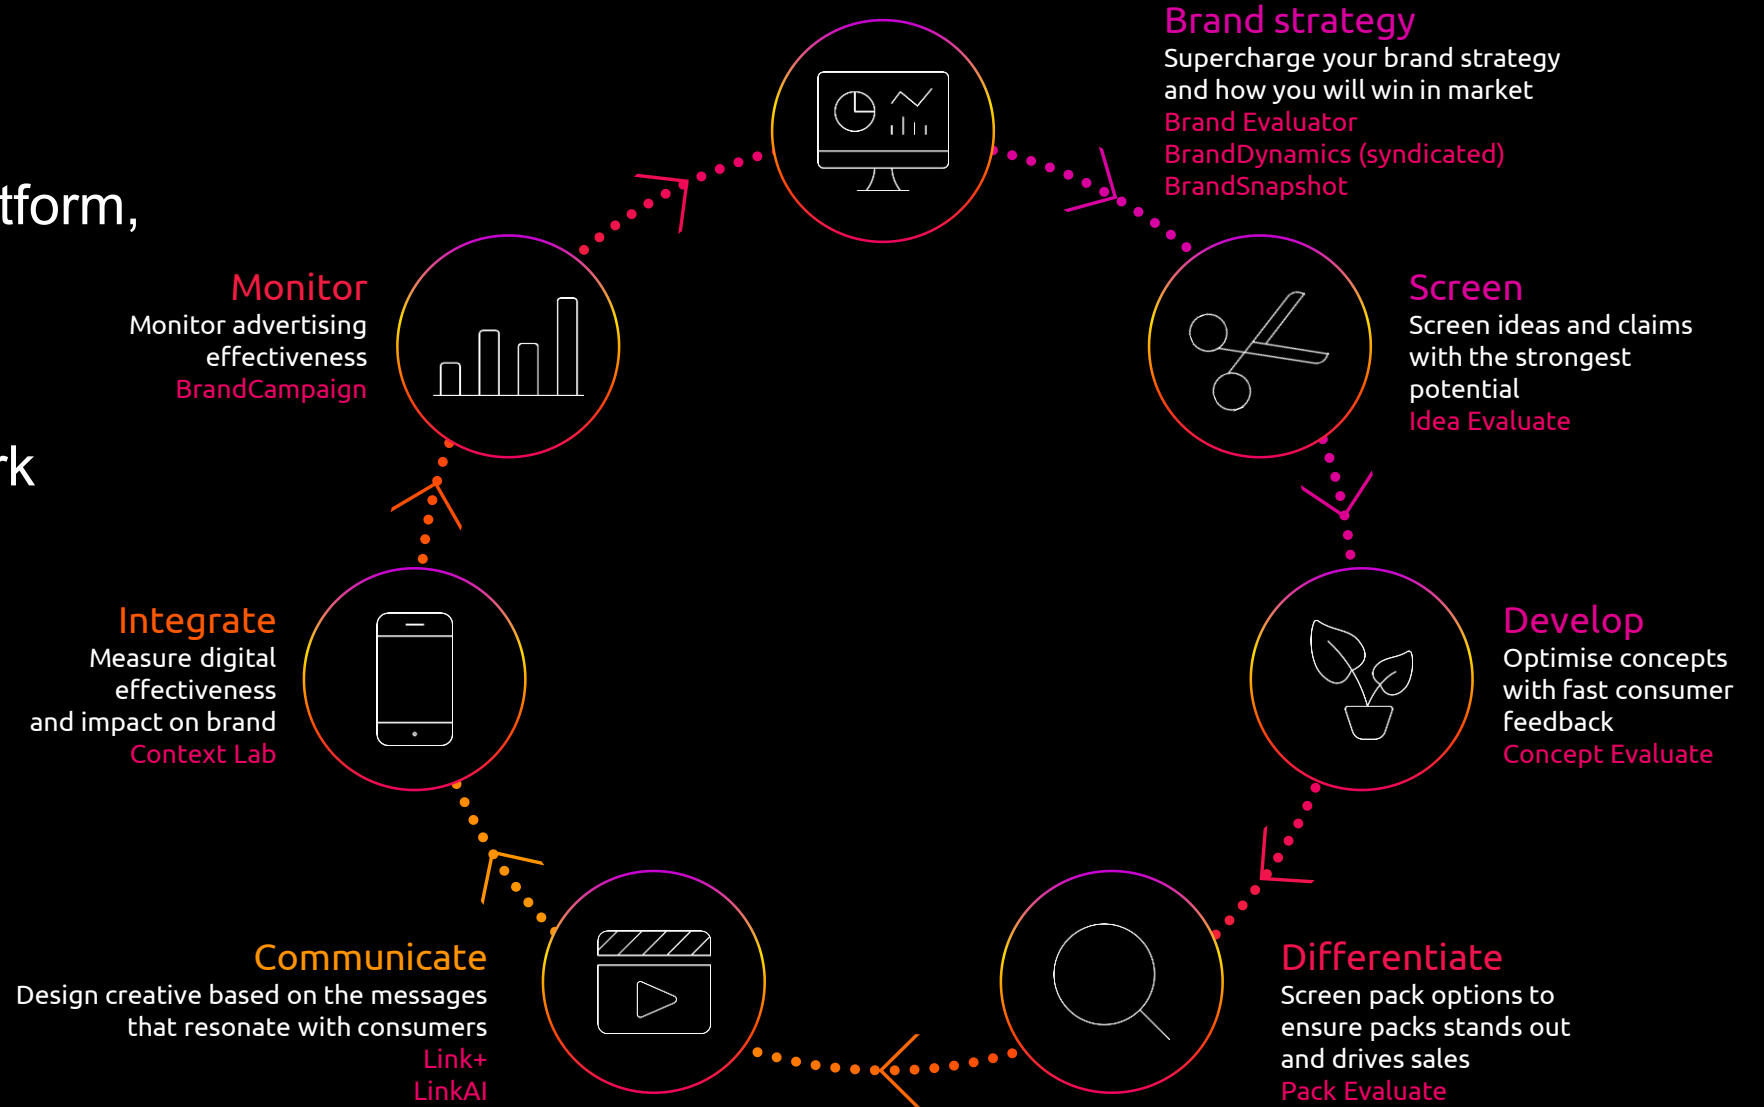 tform,
rk
Brand strategy
Supercharge your brand strategy
and how you will win in market
Brand Evaluator
BrandDynamics (syndicated)
BrandSnapshot
Screen
Screen ideas and claims
with the strongest
potential
Idea Evaluate
Develop
Optimise concepts
with fast consumer
feedback
Concept Evaluate
Differentiate
Screen pack options to
ensure packs stands out
and drives sales
Pack Evaluate
Communicate
Design creative based on the messages
that resonate with consumers
Link+
LinkAI
Integrate
Measure digital
effectiveness
and impact on brand
Context Lab
Monitor
Monitor advertising
effectiveness
BrandCampaign